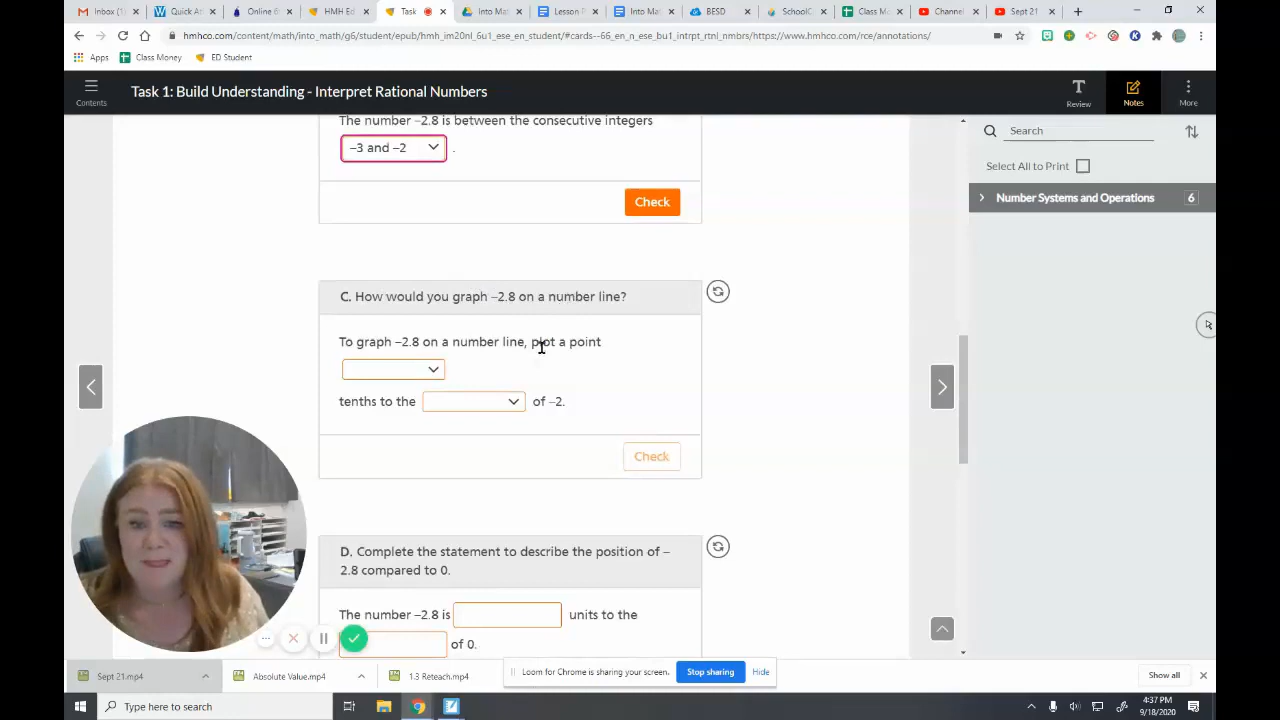 Inbox (1)
Quick At
Online 6
HMH Ed
Task
Into Mat
Lesson P
Into Mat
BESD
SchoolC
Class Mo
Channel
Sept 21
hmhco.com/content/math/into_math/g6/student/epub/hmh_im20nl_6u1_ese_en_student/#cards--66_en_n_ese_bu1_intrpt_rtnl_nmbrs/https://www.hmhco.com/rce/annotations/
Apps
Class Money
ED Student
Contents
Task 1: Build Understanding - Interpret Rational Numbers
Review
Notes
More
The number –2.8 is between the consecutive integers
–3 and –2 .
Check
C. How would you graph –2.8 on a number line?
To graph –2.8 on a number line, plot a point
tenths to the of –2.
Check
D. Complete the statement to describe the position of –
2.8 compared to 0.
The number –2.8 is units to the
of 0.
Search
Select All to Print
Number Systems and Operations 6
Loom for Chrome is sharing your screen.
Stop sharing
Hide
Sept 21.mp4
Absolute Value.mp4
1.3 Reteach.mp4
Show all
Type here to search
4:37 PM
9/18/2020